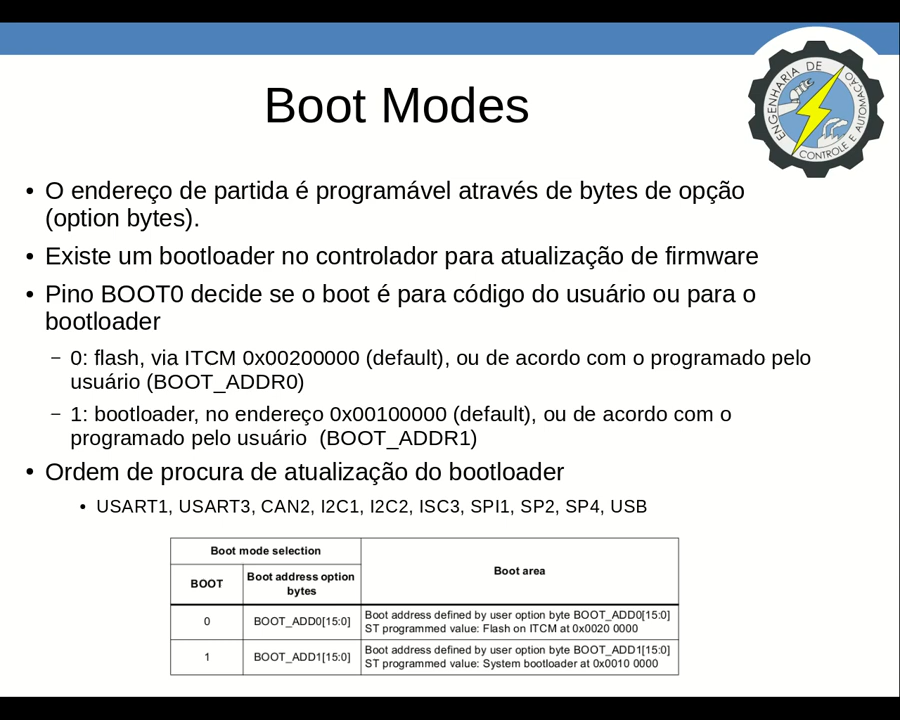 ENGENHARIA DE
CONTROLE E AUTOMAÇÃO
Boot Modes
• O endereço de partida é programável através de bytes de opção
(option bytes).
• Existe um bootloader no controlador para atualização de firmware
• Pino BOOT0 decide se o boot é para código do usuário ou para o
bootloader
– 0: flash, via ITCM 0x00200000 (default), ou de acordo com o programado pelo
usuário (BOOT_ADDR0)
– 1: bootloader, no endereço 0x00100000 (default), ou de acordo com o
programado pelo usuário (BOOT_ADDR1)
• Ordem de procura de atualização do bootloader
• USART1, USART3, CAN2, I2C1, I2C2, ISC3, SPI1, SP2, SP4, USB
Boot mode selection
Boot area
BOOT
Boot address option
bytes
0
BOOT_ADD0[15:0]
Boot address defined by user option byte BOOT_ADD0[15:0]
ST programmed value: Flash on ITCM at 0x0020 0000
1
BOOT_ADD1[15:0]
Boot address defined by user option byte BOOT_ADD1[15:0]
ST programmed value: System bootloader at 0x0010 0000